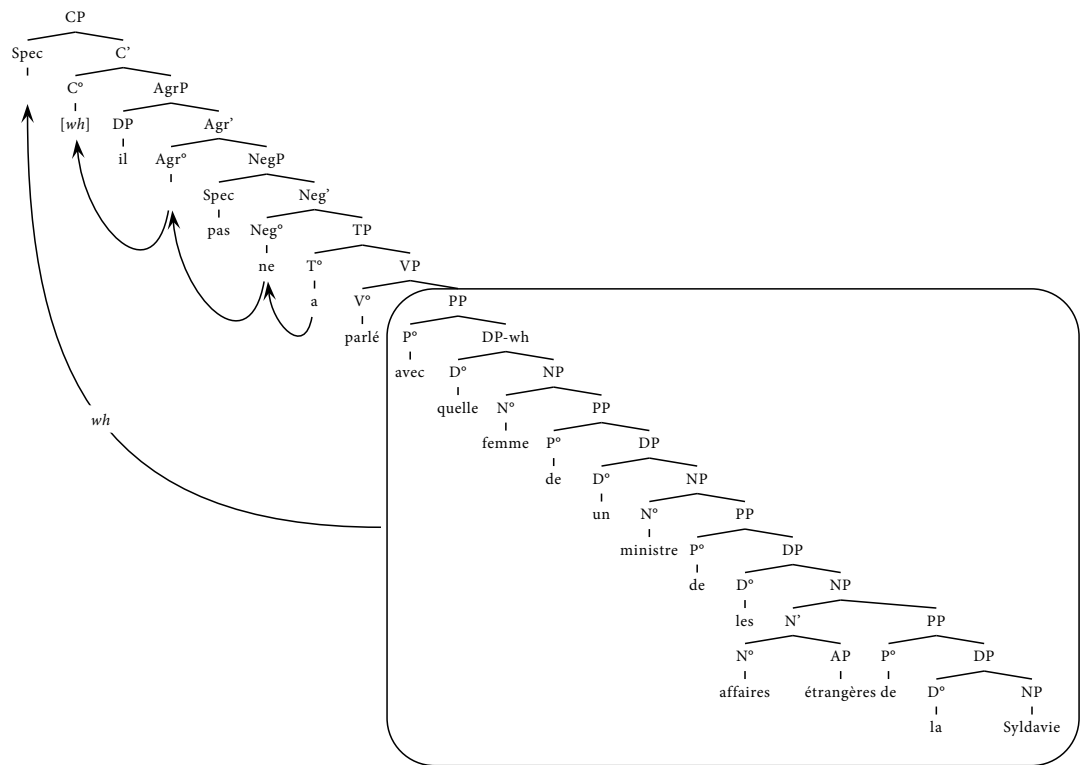 CP
Spec C’
C° AgrP
[wh] DP Agr’
il Agr° NegP
Spec Neg’
pas Neg° TP
ne T° VP
a V° PP
parlé P° DP-wh
avec D° NP
quelle N° PP
wh
femme P° DP
de D° NP
un N° PP
ministre P° DP
de D° NP
les N’ PP
N° AP P° DP
affaires étrangères de D° NP
la Syldavie